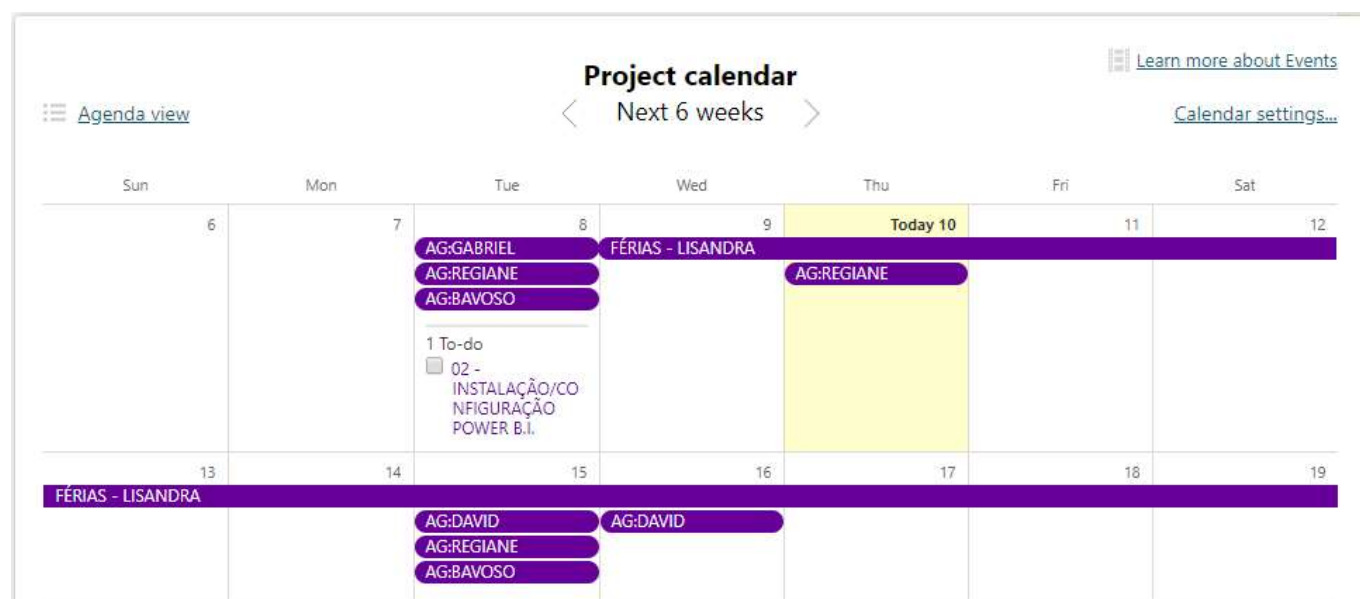 Learn more about Events
Project calendar
Agenda view
Next 6 weeks
Calendar settings...
Sun Mon Tue Wed Thu Fri Sat
6 7 8 9 Today 10 11 12
AG:GABRIEL FÉRIAS - LISANDRA
AG:REGIANE AG:REGIANE
AG:BAVOSO
1 To-do
02 -
INSTALAÇÃO/CO
NFIGURAÇÃO
POWER B.I.
13 14 15 16 17 18 19
FÉRIAS - LISANDRA
AG:DAVID AG:DAVID
AG:REGIANE
AG:BAVOSO